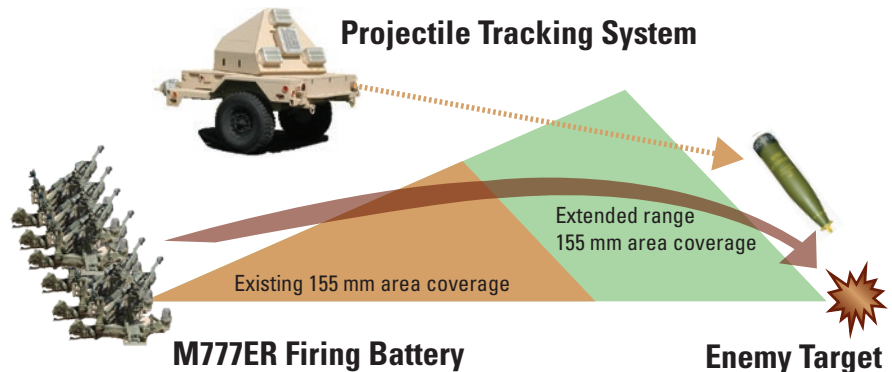 Projectile Tracking System
Extended range
155 mm area coverage
Existing 155 mm area coverage
M777ER Firing Battery
Enemy Target